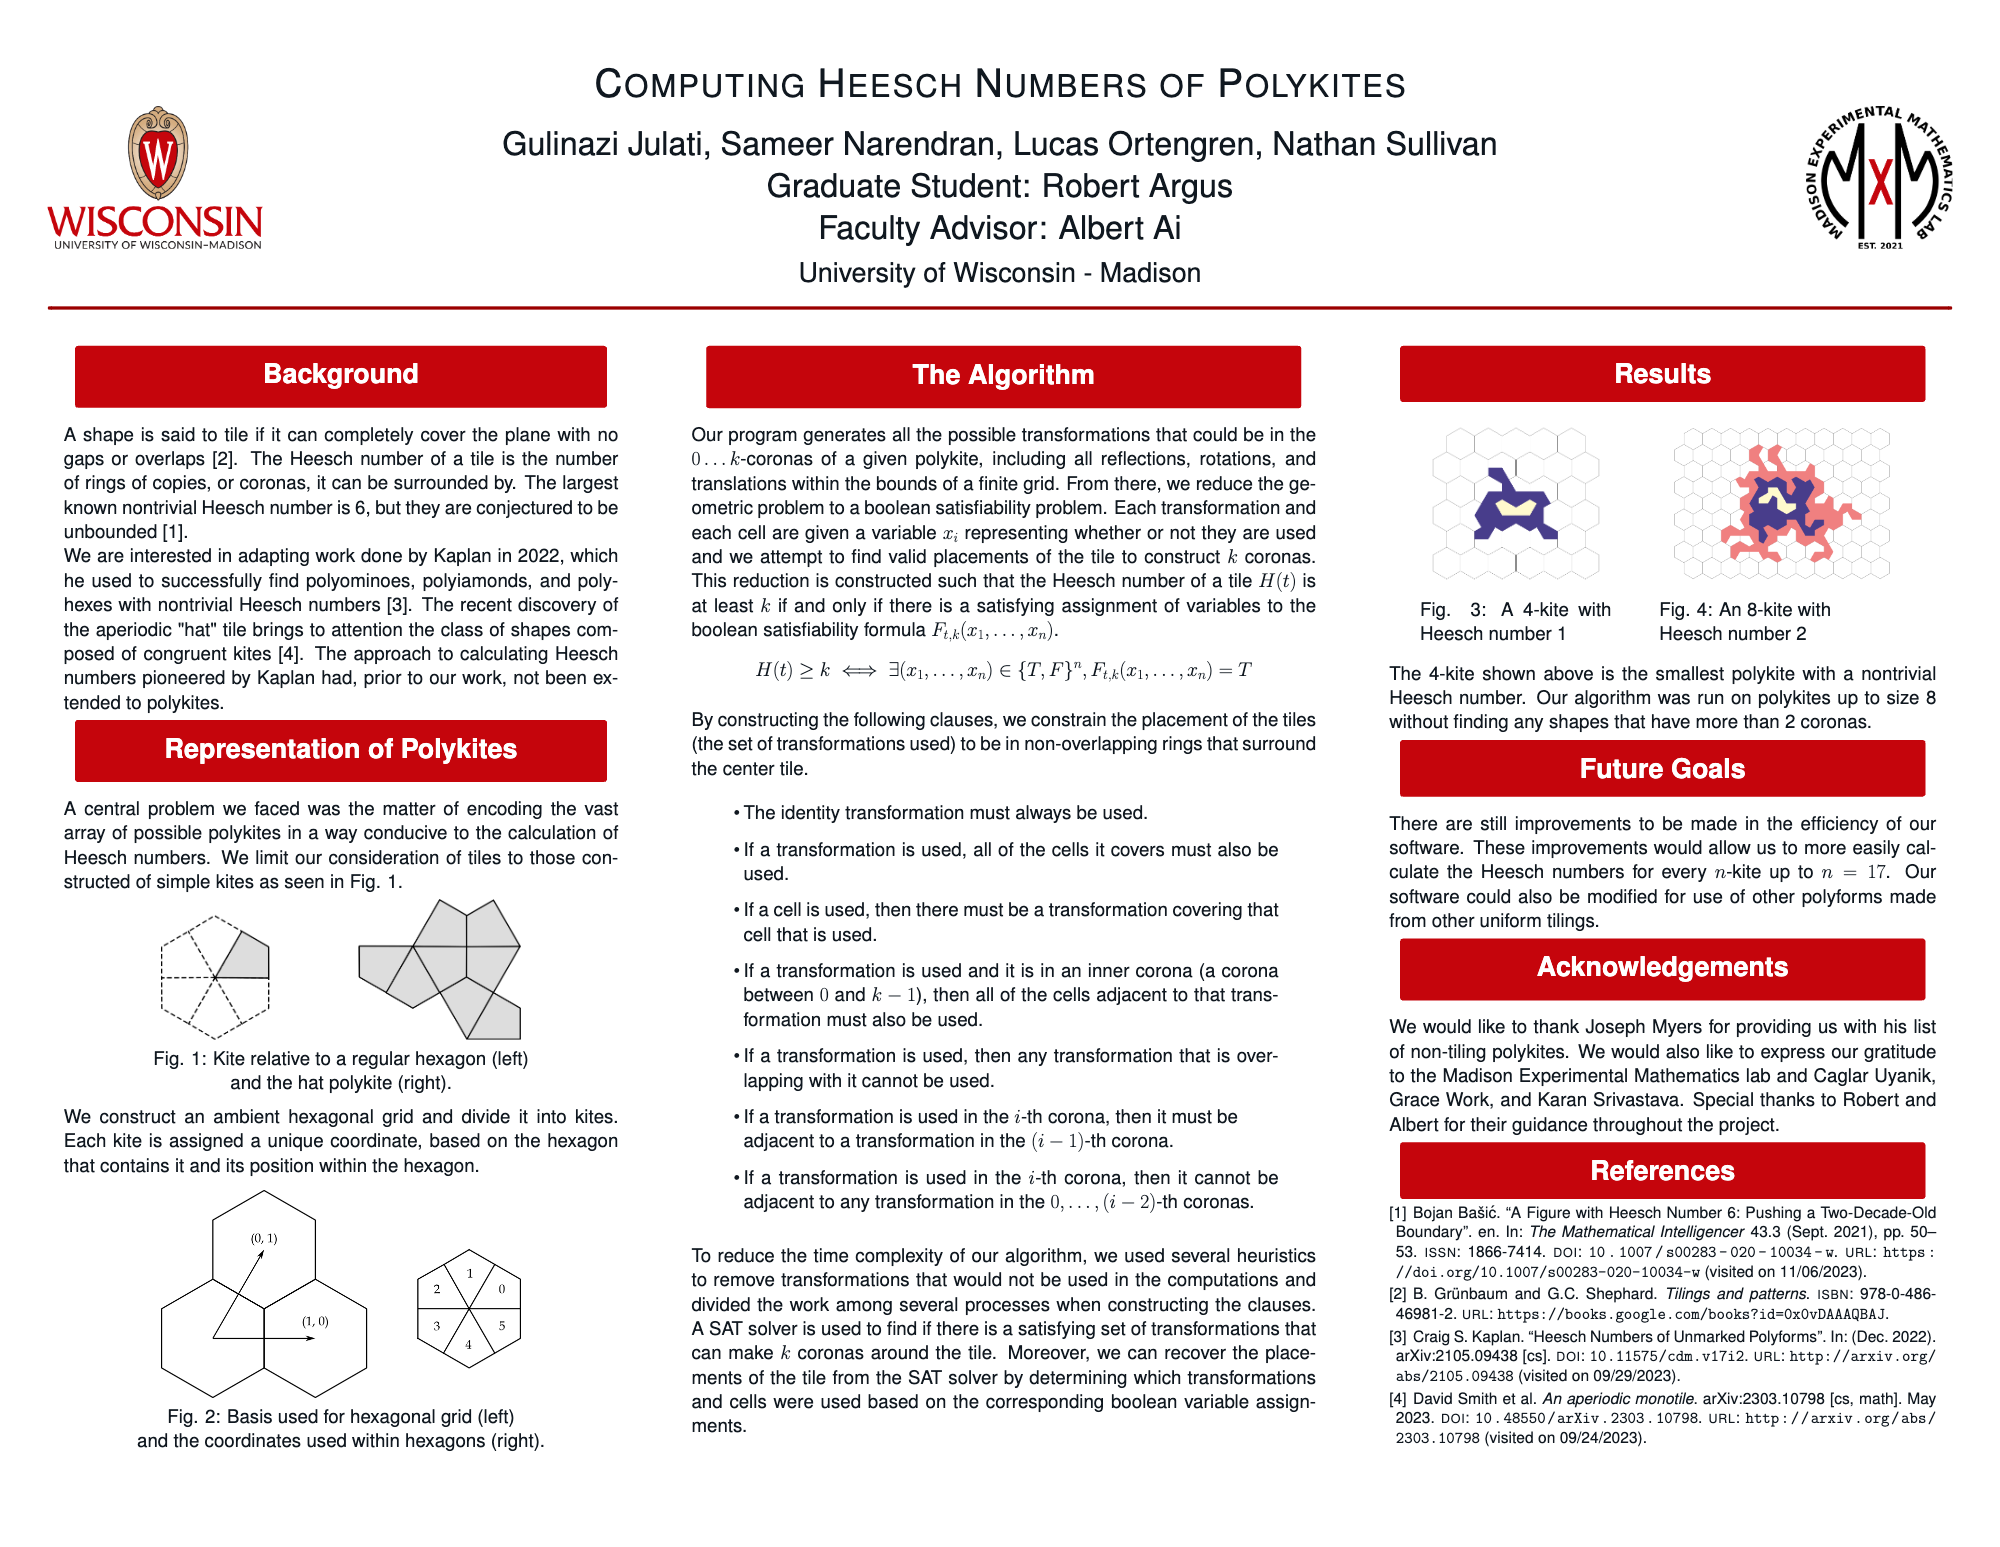 COMPUTING HEESCH NUMBERS OF POLYKITES
Gulinazi Julati, Sameer Narendran, Lucas Ortengren, Nathan Sullivan
Graduate Student: Robert Argus
Faculty Advisor: Albert Ai
University of Wisconsin - Madison
W
WISCONSIN
UNIVERSITY OF WISCONSIN–MADISON
MADISON EXPERIMENTAL MATHEMATICS LAB
MXM
EST. 2021
Background
A shape is said to tile if it can completely cover the plane with no
gaps or overlaps [2]. The Heesch number of a tile is the number
of rings of copies, or coronas, it can be surrounded by. The largest
known nontrivial Heesch number is 6, but they are conjectured to be
unbounded [1].
We are interested in adapting work done by Kaplan in 2022, which
he used to successfully find polyominoes, polyiamonds, and poly-
hexes with nontrivial Heesch numbers [3]. The recent discovery of
the aperiodic "hat" tile brings to attention the class of shapes com-
posed of congruent kites [4]. The approach to calculating Heesch
numbers pioneered by Kaplan had, prior to our work, not been ex-
tended to polykites.
Representation of Polykites
A central problem we faced was the matter of encoding the vast
array of possible polykites in a way conducive to the calculation of
Heesch numbers. We limit our consideration of tiles to those con-
structed of simple kites as seen in Fig. 1.
Fig. 1: Kite relative to a regular hexagon (left)
and the hat polykite (right).
We construct an ambient hexagonal grid and divide it into kites.
Each kite is assigned a unique coordinate, based on the hexagon
that contains it and its position within the hexagon.
(0, 1)
(1, 0)
1
2
0
3
5
4
Fig. 2: Basis used for hexagonal grid (left)
and the coordinates used within hexagons (right).
The Algorithm
Our program generates all the possible transformations that could be in the
0…k-coronas of a given polykite, including all reflections, rotations, and
translations within the bounds of a finite grid. From there, we reduce the ge-
ometric problem to a boolean satisfiability problem. Each transformation and
each cell are given a variable x_i representing whether or not they are used
and we attempt to find valid placements of the tile to construct k coronas.
This reduction is constructed such that the Heesch number of a tile H(t) is
at least k if and only if there is a satisfying assignment of variables to the
boolean satisfiability formula F_{t,k}(x_1, …, x_n).
H(t) ≥ k ⟺ ∃(x_1, …, x_n) ∈ {T, F}^n, F_{t,k}(x_1, …, x_n) = T
By constructing the following clauses, we constrain the placement of the tiles
(the set of transformations used) to be in non-overlapping rings that surround
the center tile.
• The identity transformation must always be used.
• If a transformation is used, all of the cells it covers must also be
used.
• If a cell is used, then there must be a transformation covering that
cell that is used.
• If a transformation is used and it is in an inner corona (a corona
between 0 and k − 1), then all of the cells adjacent to that trans-
formation must also be used.
• If a transformation is used, then any transformation that is over-
lapping with it cannot be used.
• If a transformation is used in the i-th corona, then it must be
adjacent to a transformation in the (i − 1)-th corona.
• If a transformation is used in the i-th corona, then it cannot be
adjacent to any transformation in the 0, …, (i − 2)-th coronas.
To reduce the time complexity of our algorithm, we used several heuristics
to remove transformations that would not be used in the computations and
divided the work among several processes when constructing the clauses.
A SAT solver is used to find if there is a satisfying set of transformations that
can make k coronas around the tile. Moreover, we can recover the place-
ments of the tile from the SAT solver by determining which transformations
and cells were used based on the corresponding boolean variable assign-
ments.
Results
Fig. 3: A 4-kite with
Heesch number 1
Fig. 4: An 8-kite with
Heesch number 2
The 4-kite shown above is the smallest polykite with a nontrivial
Heesch number. Our algorithm was run on polykites up to size 8
without finding any shapes that have more than 2 coronas.
Future Goals
There are still improvements to be made in the efficiency of our
software. These improvements would allow us to more easily cal-
culate the Heesch numbers for every n-kite up to n = 17. Our
software could also be modified for use of other polyforms made
from other uniform tilings.
Acknowledgements
We would like to thank Joseph Myers for providing us with his list
of non-tiling polykites. We would also like to express our gratitude
to the Madison Experimental Mathematics lab and Caglar Uyanik,
Grace Work, and Karan Srivastava. Special thanks to Robert and
Albert for their guidance throughout the project.
References
[1] Bojan Bašić. “A Figure with Heesch Number 6: Pushing a Two-Decade-Old
Boundary”. en. In: The Mathematical Intelligencer 43.3 (Sept. 2021), pp. 50–
53. ISSN: 1866-7414. DOI: 10.1007/s00283-020-10034-w. URL: https:
//doi.org/10.1007/s00283-020-10034-w (visited on 11/06/2023).
[2] B. Grünbaum and G.C. Shephard. Tilings and patterns. ISBN: 978-0-486-
46981-2. URL: https://books.google.com/books?id=0x0vDAAAQBAJ.
[3] Craig S. Kaplan. “Heesch Numbers of Unmarked Polyforms”. In: (Dec. 2022).
arXiv:2105.09438 [cs]. DOI: 10.11575/cdm.v17i2. URL: http://arxiv.org/
abs/2105.09438 (visited on 09/29/2023).
[4] David Smith et al. An aperiodic monotile. arXiv:2303.10798 [cs, math]. May
2023. DOI: 10.48550/arXiv.2303.10798. URL: http://arxiv.org/abs/
2303.10798 (visited on 09/24/2023).